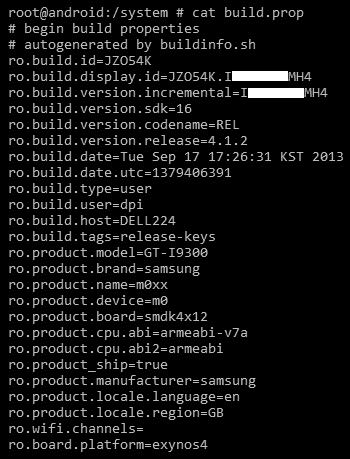 root@android:/system # cat build.prop
# begin build properties
# autogenerated by buildinfo.sh
ro.build.id=JZO54K
ro.build.display.id=JZO54K.I MH4
ro.build.version.incremental=I MH4
ro.build.version.sdk=16
ro.build.version.codename=REL
ro.build.version.release=4.1.2
ro.build.date=Tue Sep 17 17:26:31 KST 2013
ro.build.date.utc=1379406391
ro.build.type=user
ro.build.user=dpi
ro.build.host=DELL224
ro.build.tags=release-keys
ro.product.model=GT-I9300
ro.product.brand=samsung
ro.product.name=m0xx
ro.product.device=m0
ro.product.board=smdk4x12
ro.product.cpu.abi=armeabi-v7a
ro.product.cpu.abi2=armeabi
ro.product_ship=true
ro.product.manufacturer=samsung
ro.product.locale.language=en
ro.product.locale.region=GB
ro.wifi.channels=
ro.board.platform=exynos4